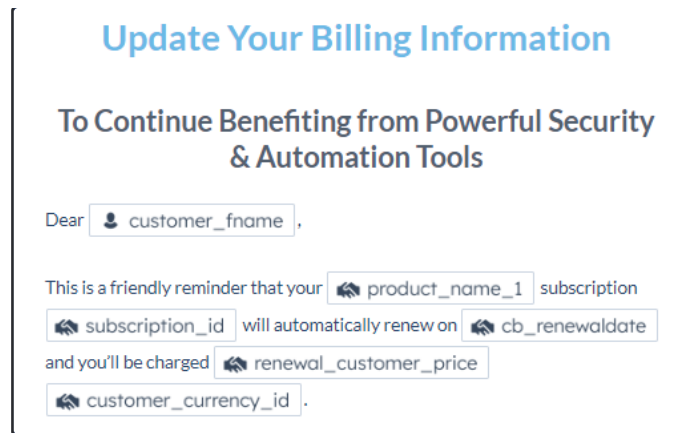 Update Your Billing Information
To Continue Benefiting from Powerful Security
& Automation Tools
Dear customer_fname ,
This is a friendly reminder that your product_name_1 subscription
subscription_id will automatically renew on cb_renewaldate
and you'll be charged renewal_customer_price
customer_currency_id .